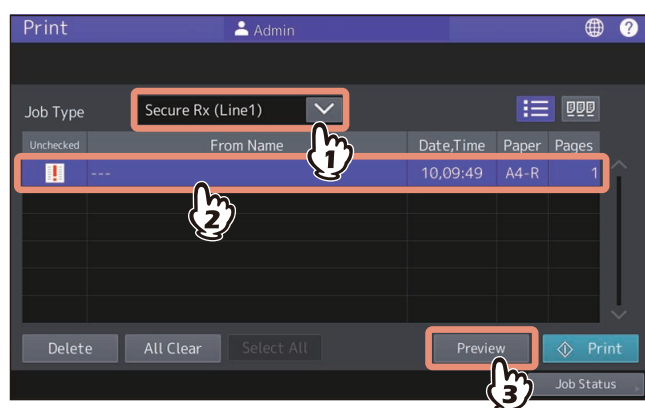 Print Admin ?
Job Type Secure Rx (Line1)
Unchecked From Name Date,Time Paper Pages
! --- 10,09:49 A4-R 1
Delete All Clear Select All Preview Print
Job Status
1
2
3